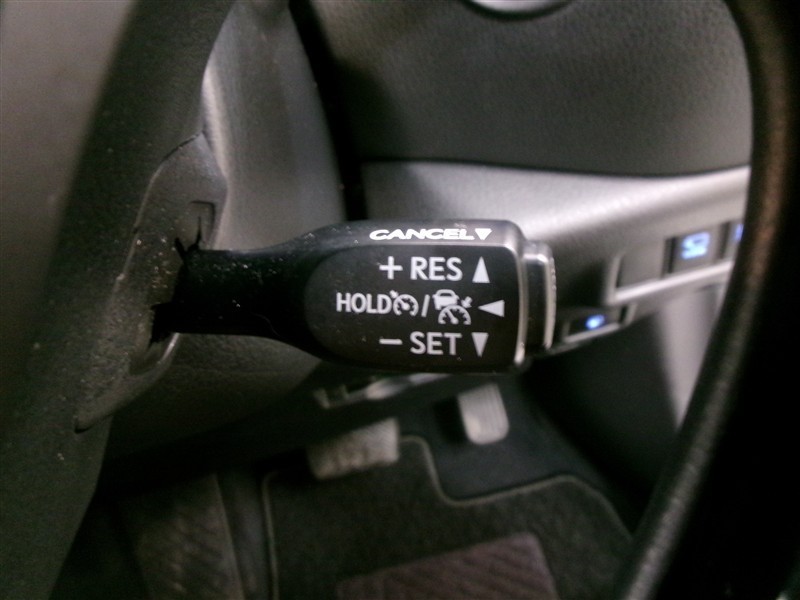 CANCEL▼
+ RES ▲
HOLD / ◀
− SET ▼